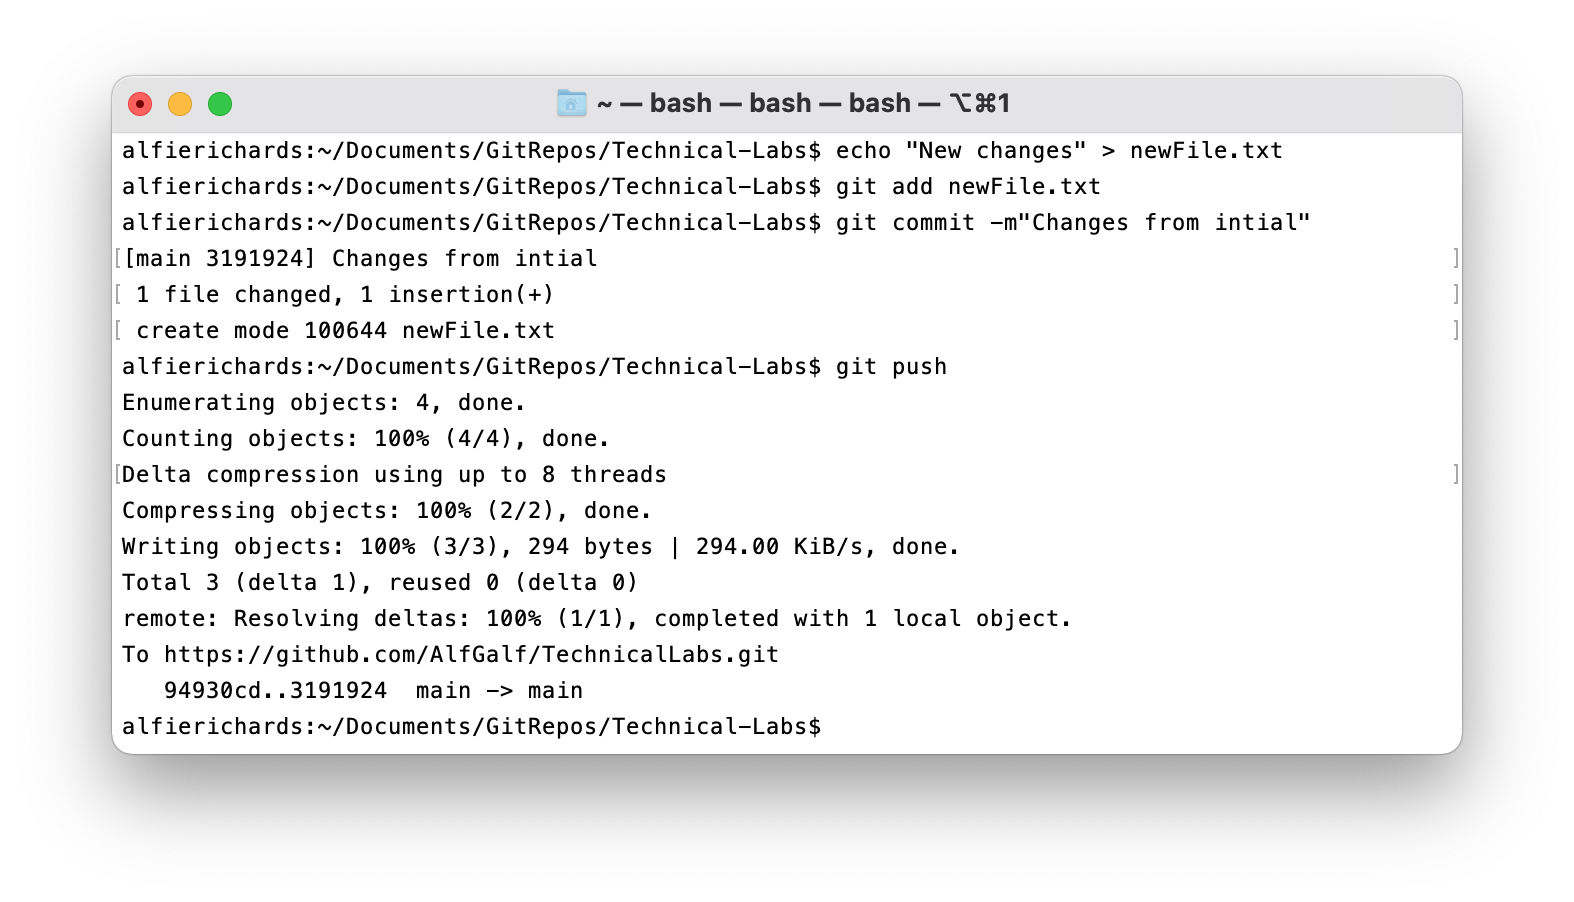 ~ — bash — bash — bash — ⌥⌘1
alfierichards:~/Documents/GitRepos/Technical-Labs$ echo "New changes" > newFile.txt
alfierichards:~/Documents/GitRepos/Technical-Labs$ git add newFile.txt
alfierichards:~/Documents/GitRepos/Technical-Labs$ git commit -m"Changes from intial"
[[main 3191924] Changes from intial ]
[ 1 file changed, 1 insertion(+) ]
[ create mode 100644 newFile.txt ]
alfierichards:~/Documents/GitRepos/Technical-Labs$ git push
Enumerating objects: 4, done.
Counting objects: 100% (4/4), done.
[Delta compression using up to 8 threads ]
Compressing objects: 100% (2/2), done.
Writing objects: 100% (3/3), 294 bytes | 294.00 KiB/s, done.
Total 3 (delta 1), reused 0 (delta 0)
remote: Resolving deltas: 100% (1/1), completed with 1 local object.
To https://github.com/AlfGalf/TechnicalLabs.git
   94930cd..3191924  main -> main
alfierichards:~/Documents/GitRepos/Technical-Labs$